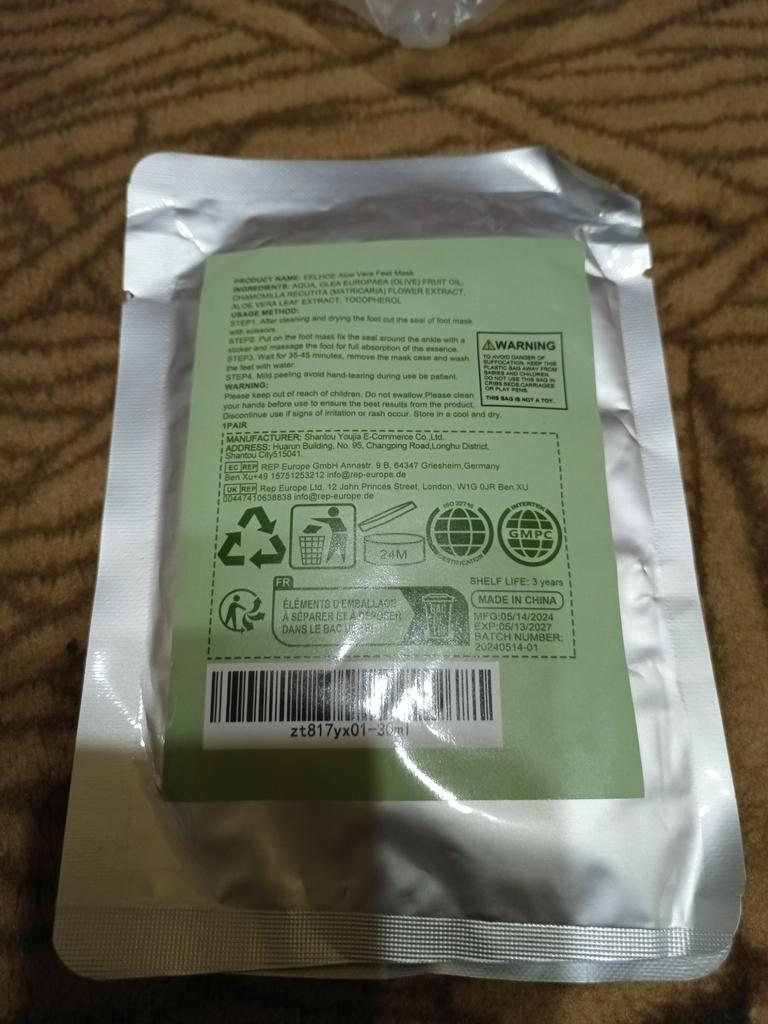 PRODUCT NAME: EELHOE Aloe Vera Feet Mask
INGREDIENTS: AQUA, OLEA EUROPAEA (OLIVE) FRUIT OIL,
CHAMOMILLA RECUTITA (MATRICARIA) FLOWER EXTRACT,
ALOE VERA LEAF EXTRACT, TOCOPHEROL
USAGE METHOD:
STEP1. After cleaning and drying the foot cut the seal of foot mask
with scissors.
STEP2. Put on the foot mask fix the seal around the ankle with a
sticker and massage the foot for full absorption of the essence.
STEP3. Wait for 35-45 minutes, remove the mask case and wash
the feet with water.
STEP4. Mild peeling avoid hand-tearing during use be patient.
WARNING:
Please keep out of reach of children. Do not swallow.Please clean
your hands before use to ensure the best results from the product.
Discontinue use if signs of irritation or rash occur. Store in a cool and dry.
1PAIR
WARNING
TO AVOID DANGER OF
SUFFOCATION, KEEP THIS
PLASTIC BAG AWAY FROM
BABIES AND CHILDREN.
DO NOT USE THIS BAG IN
CRIBS,BEDS,CARRIAGES
OR PLAY PENS.
THIS BAG IS NOT A TOY.
MANUFACTURER: Shantou Youjia E-Commerce Co.,Ltd.
ADDRESS: Huarun Building, No. 95, Changping Road,Longhu District,
Shantou City515041.
EC REP REP Europe GmbH Annastr. 9 B, 64347 Griesheim,Germany
Ben Xu+49 15751253212 info@rep-europe.de
UK REP Rep Europe Ltd. 12 John Princes Street, London, W1G 0JR Ben XU
00447410638838 info@rep-europe.de
24M
ISO 22716
CERTIFICATION
INTERTEK
GMPC
SHELF LIFE: 3 years
FR
ÉLÉMENTS D'EMBALLAGE
À SÉPARER ET À DÉPOSER
DANS LE BAC
MADE IN CHINA
MFG:05/14/2024
EXP:05/13/2027
BATCH NUMBER:
20240514-01
zt817yx01-30ml